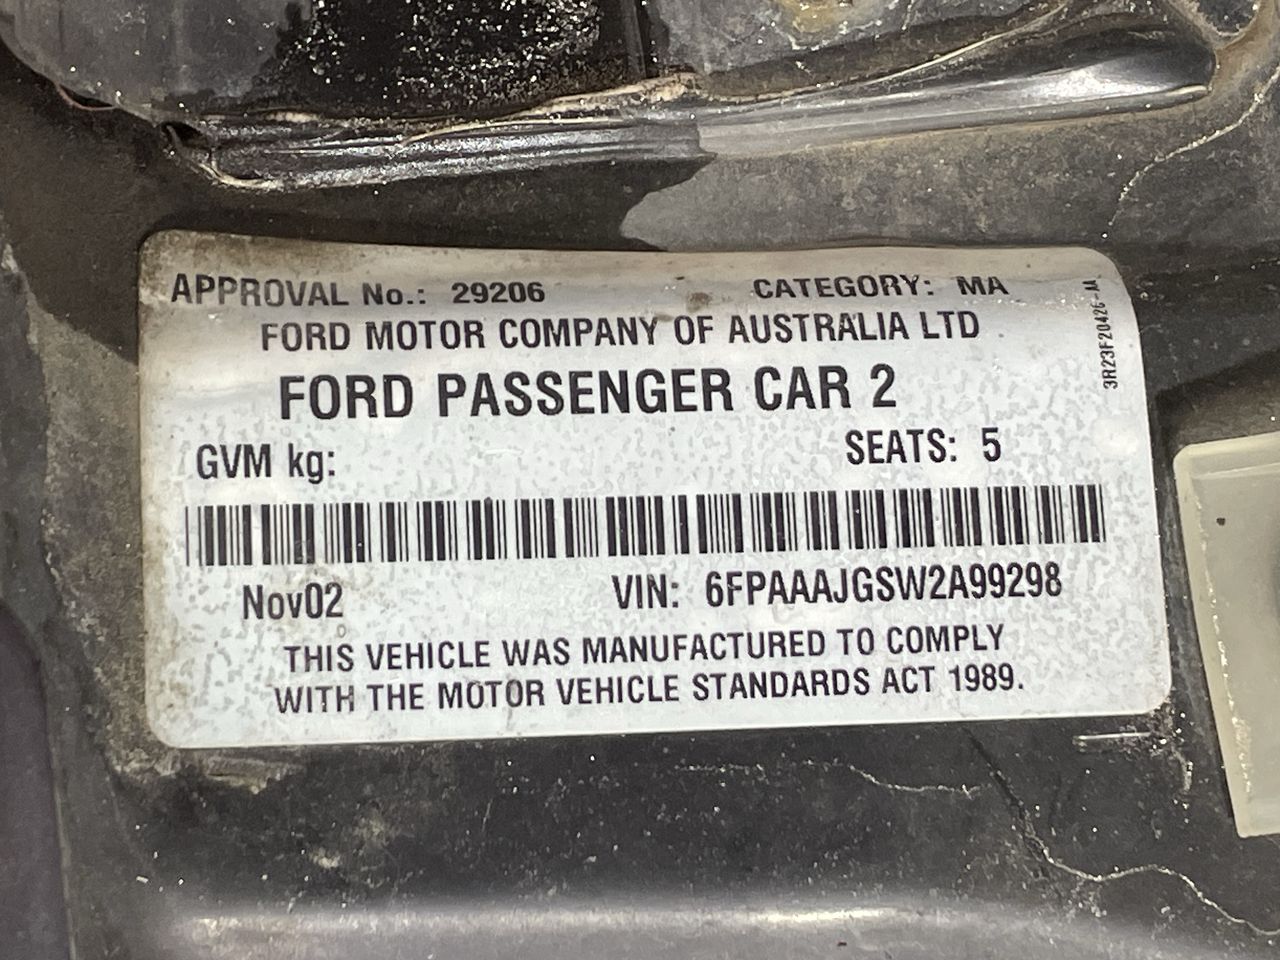 APPROVAL No.: 29206 CATEGORY: MA
FORD MOTOR COMPANY OF AUSTRALIA LTD
FORD PASSENGER CAR 2
GVM kg: SEATS: 5
Nov02 VIN: 6FPAAAJGSW2A99298
THIS VEHICLE WAS MANUFACTURED TO COMPLY
WITH THE MOTOR VEHICLE STANDARDS ACT 1989.
3R23F20426-AA